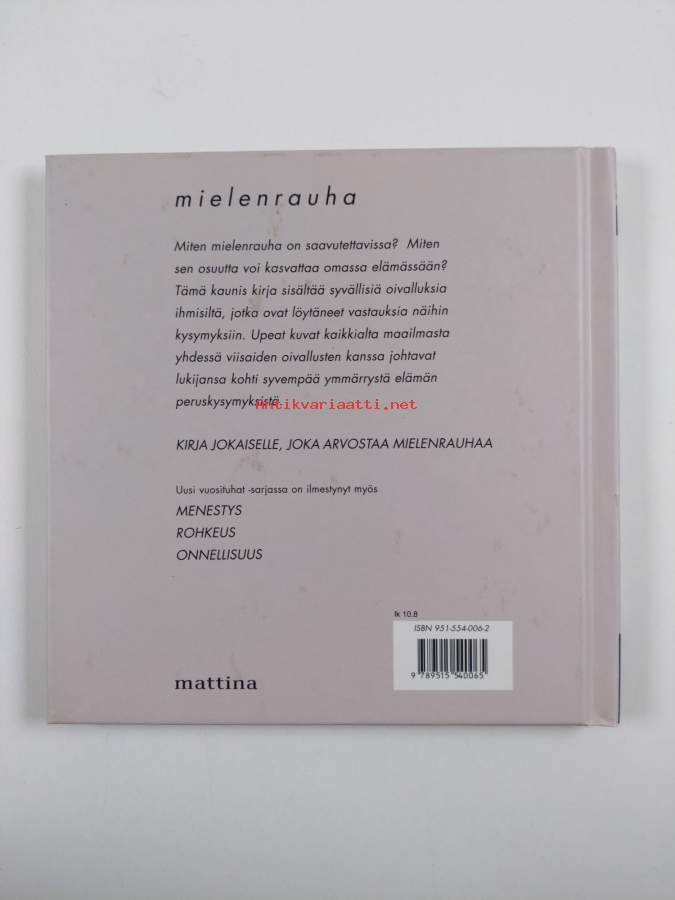 mielenrauha
Miten mielenrauha on saavutettavissa? Miten
sen osuutta voi kasvattaa omassa elämässään?
Tämä kaunis kirja sisältää syvällisiä oivalluksia
ihmisiltä, jotka ovat löytäneet vastauksia näihin
kysymyksiin. Upeat kuvat kaikkialta maailmasta
yhdessä viisaiden oivallusten kanssa johtavat
lukijansa kohti syvempää ymmärrystä elämän
peruskysymyksistä
Antikvariaatti.net
KIRJA JOKAISELLE, JOKA ARVOSTAA MIELENRAUHAA
Uusi vuosituhat -sarjassa on ilmestynyt myös
MENESTYS
ROHKEUS
ONNELLISUUS
lk 10.8
ISBN 951-554-006-2
9 789515 540065
mattina